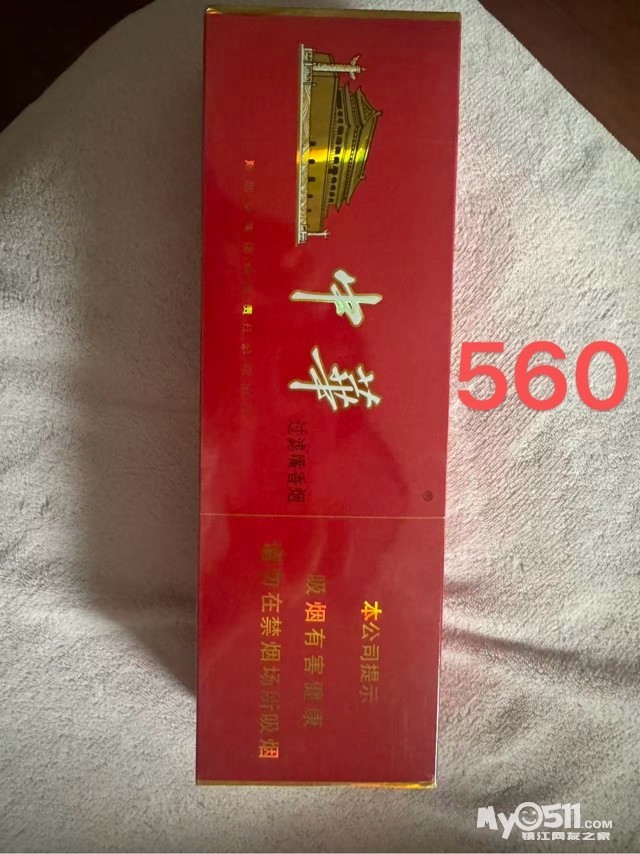 中華
过滤嘴香烟
®
本公司提示
吸烟有害健康
请勿在禁烟场所吸烟
560
My0511.COM
镇江网友之家